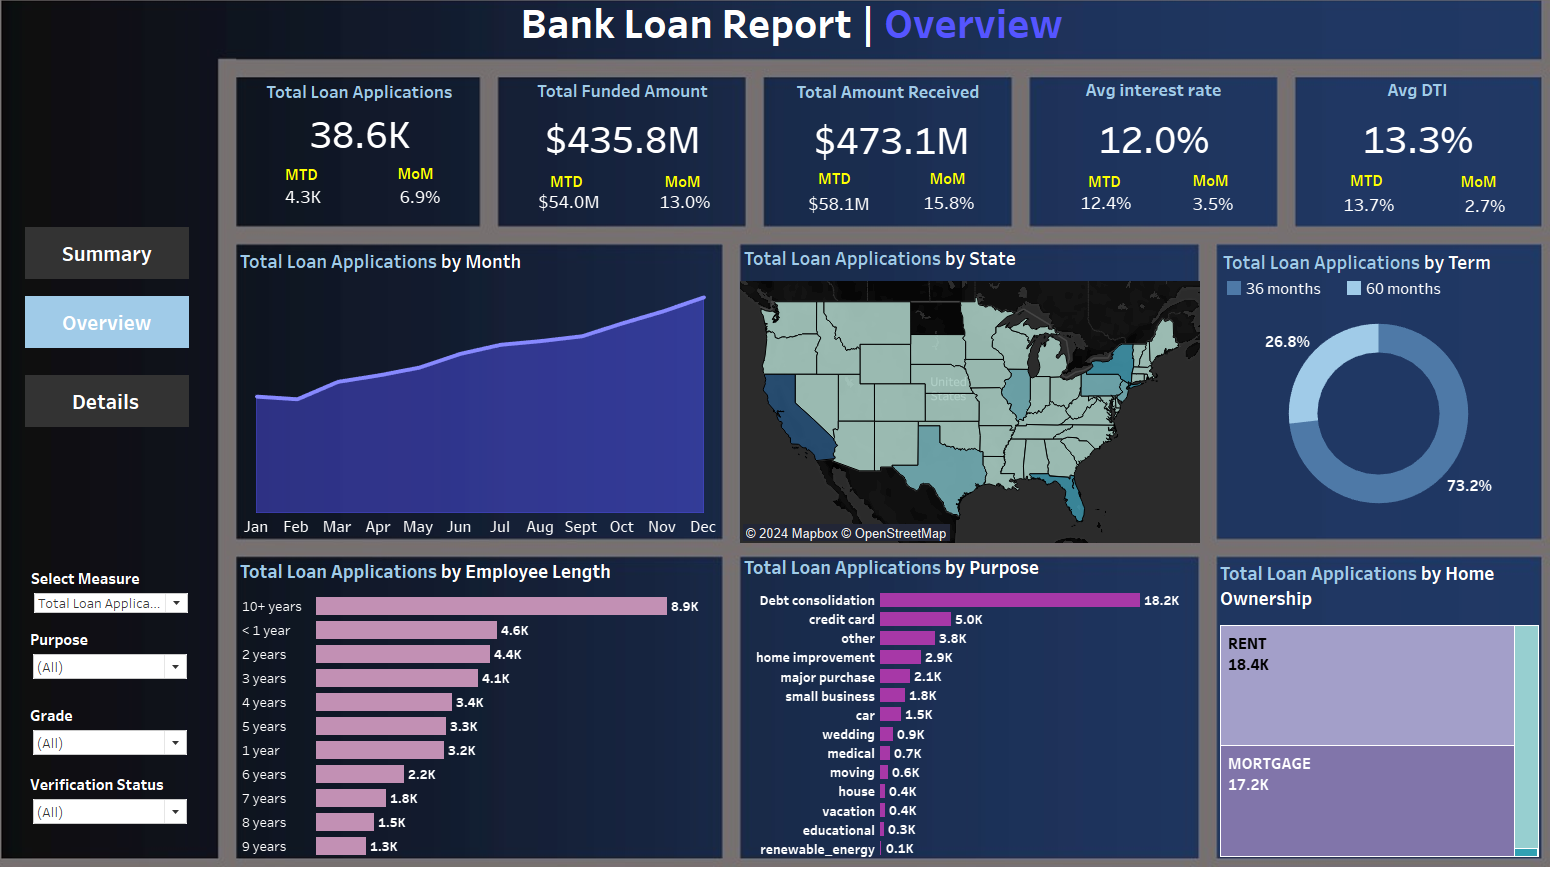 Bank Loan Report | Overview
Total Loan Applications
38.6K
MTD MoM
4.3K 6.9%
Total Funded Amount
$435.8M
MTD MoM
$54.0M 13.0%
Total Amount Received
$473.1M
MTD MoM
$58.1M 15.8%
Avg interest rate
12.0%
MTD MoM
12.4% 3.5%
Avg DTI
13.3%
MTD MoM
13.7% 2.7%
Summary
Overview
Details
Select Measure
Total Loan Applica...
Purpose
(All)
Grade
(All)
Verification Status
(All)
Total Loan Applications by Month
Jan Feb Mar Apr May Jun Jul Aug Sept Oct Nov Dec
Total Loan Applications by State
United
States
© 2024 Mapbox © OpenStreetMap
Total Loan Applications by Term
36 months 60 months
26.8%
73.2%
Total Loan Applications by Employee Length
10+ years 8.9K
< 1 year 4.6K
2 years 4.4K
3 years 4.1K
4 years 3.4K
5 years 3.3K
1 year 3.2K
6 years 2.2K
7 years 1.8K
8 years 1.5K
9 years 1.3K
Total Loan Applications by Purpose
Debt consolidation 18.2K
credit card 5.0K
other 3.8K
home improvement 2.9K
major purchase 2.1K
small business 1.8K
car 1.5K
wedding 0.9K
medical 0.7K
moving 0.6K
house 0.4K
vacation 0.4K
educational 0.3K
renewable_energy 0.1K
Total Loan Applications by Home
Ownership
RENT
18.4K
MORTGAGE
17.2K